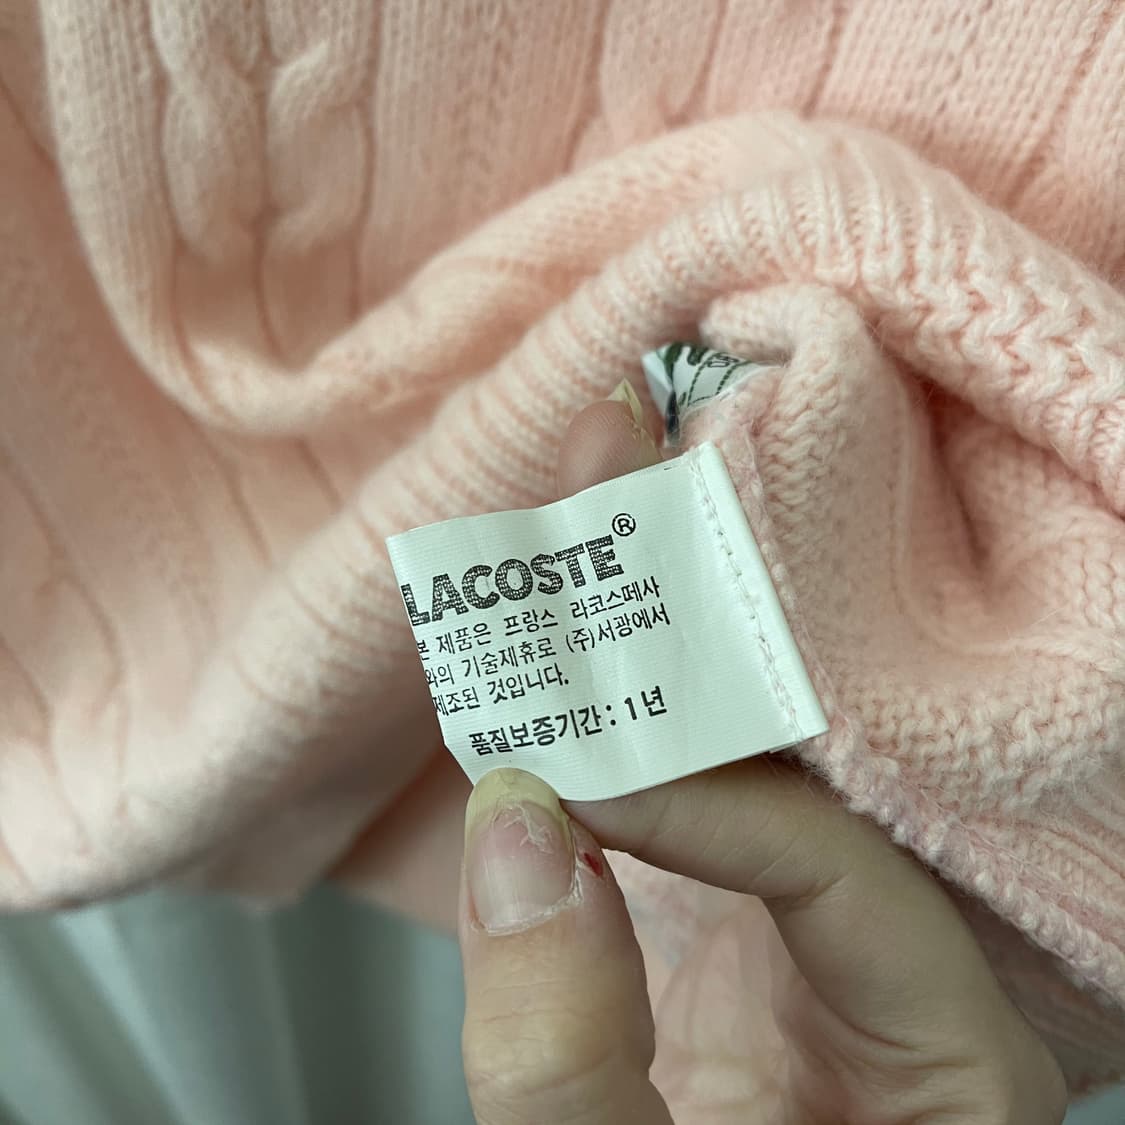 LACOSTE®
본 제품은 프랑스 라코스떼사
와의 기술제휴로 (주)서광에서
제조된 것입니다.
품질보증기간 : 1년